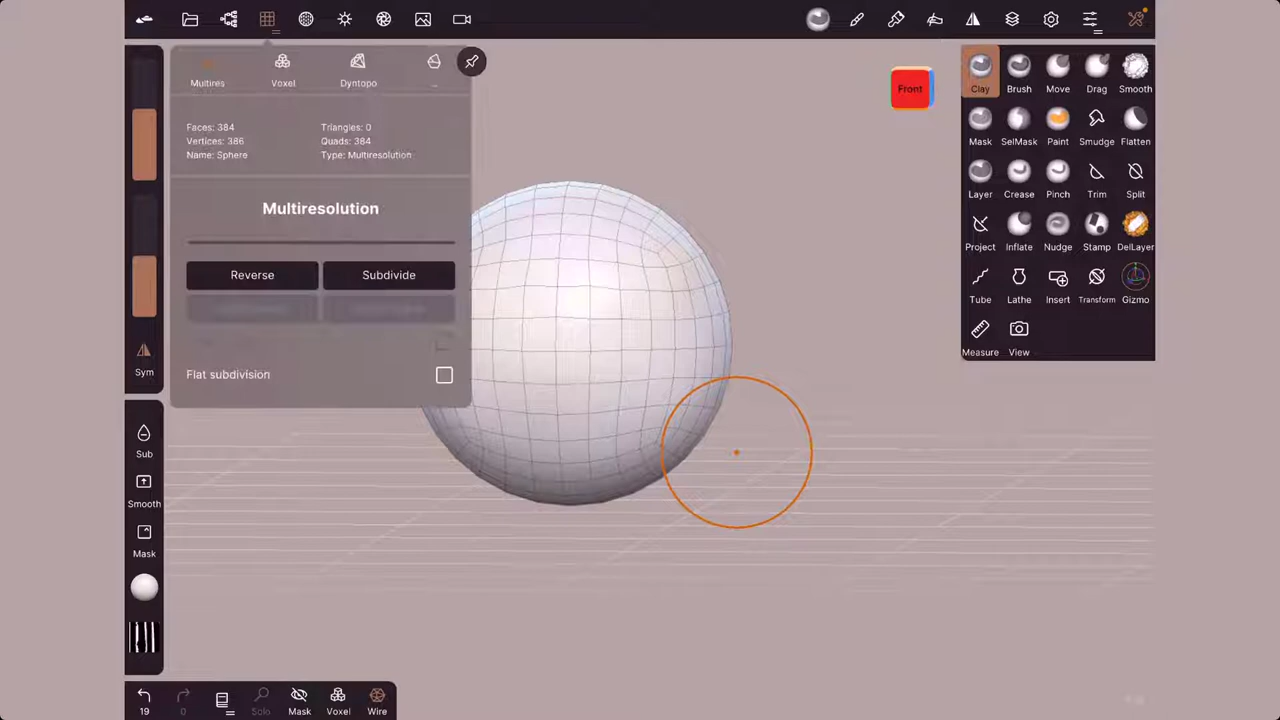 Multires
Voxel
Dyntopo
...
Faces: 384
Triangles: 0
Vertices: 386
Quads: 384
Name: Sphere
Type: Multiresolution
Multiresolution
Reverse
Subdivide
Flat subdivision
Sym
Sub
Smooth
Mask
19
0
Solo
Mask
Voxel
Wire
Front
Clay
Brush
Move
Drag
Smooth
Mask
SelMask
Paint
Smudge
Flatten
Layer
Crease
Pinch
Trim
Split
Project
Inflate
Nudge
Stamp
DelLayer
Tube
Lathe
Insert
Transform
Gizmo
Measure
View